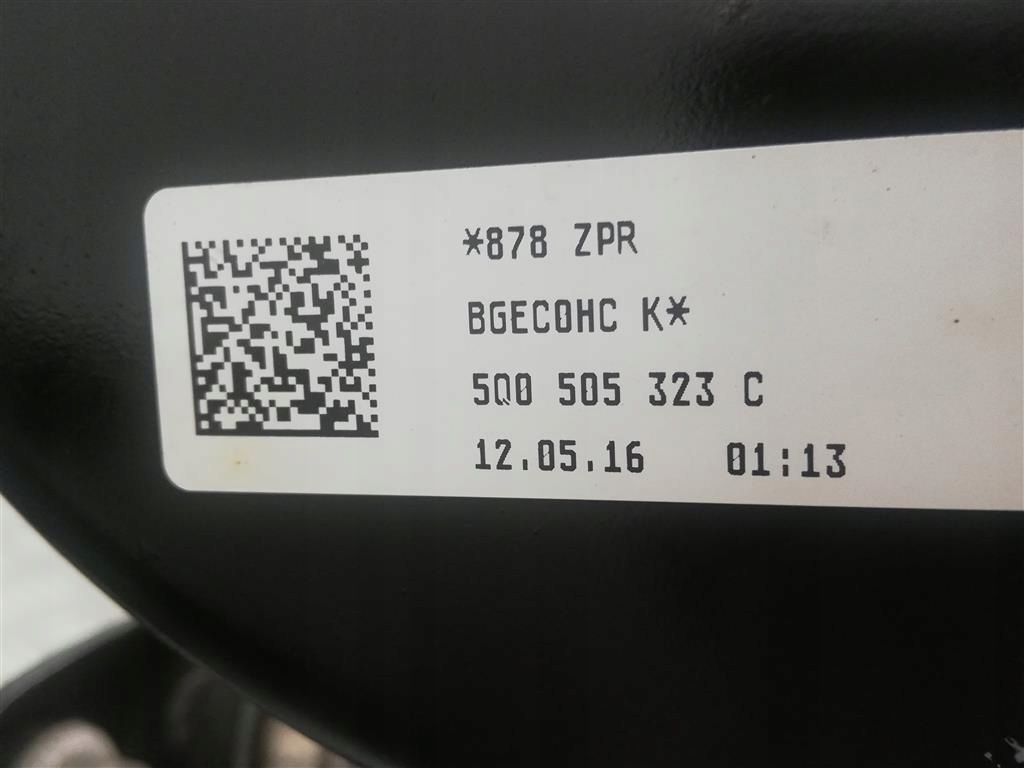 *878 ZPR
BGECOHC K*
5Q0 505 323 C
12.05.16 01:13